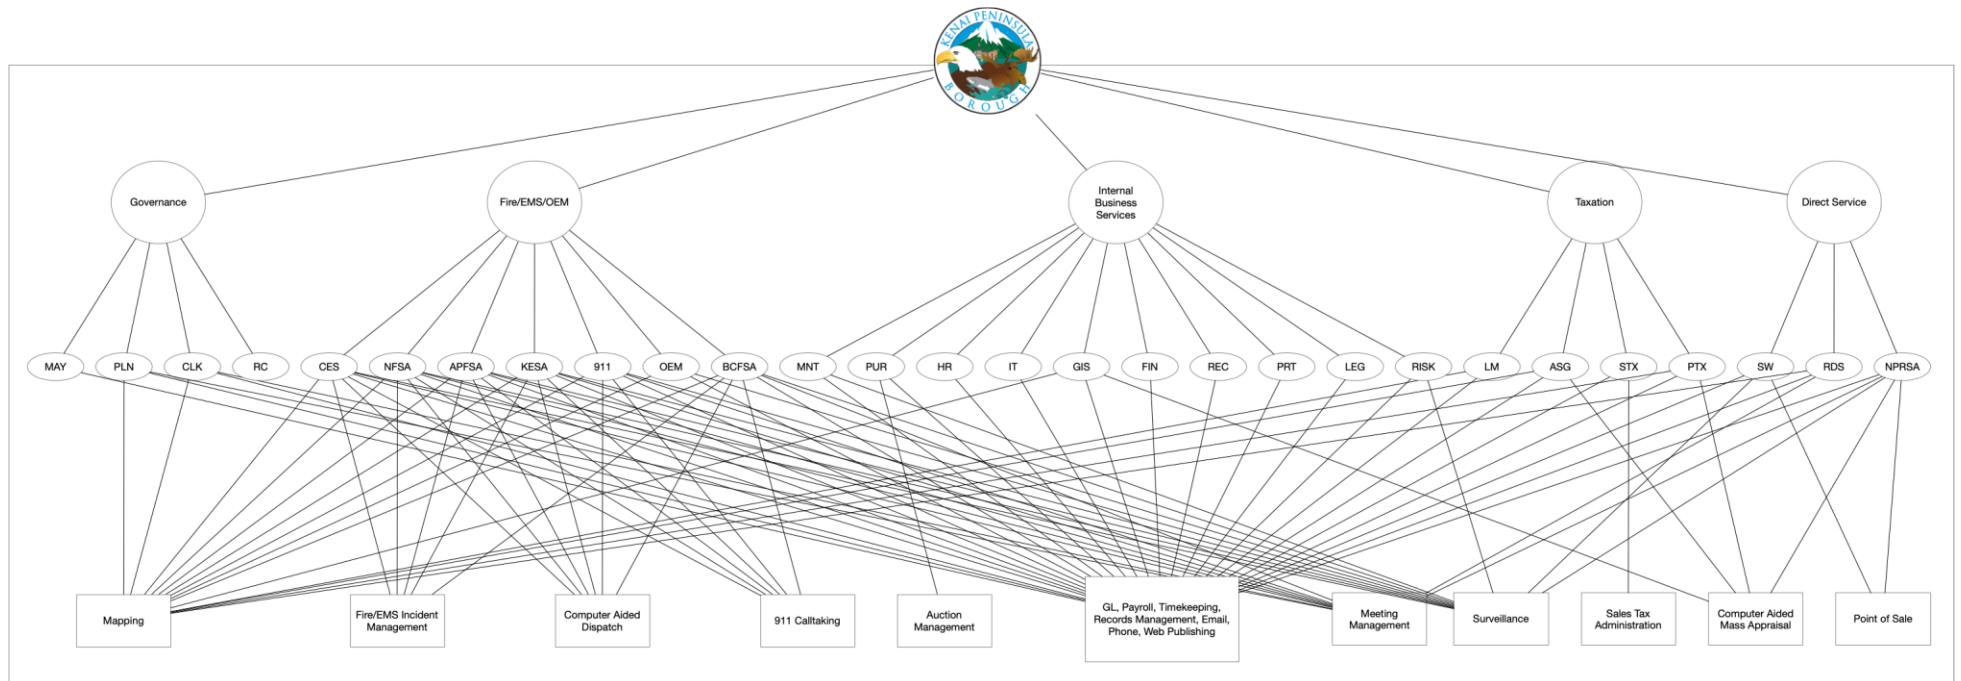 KENAI PENINSULA
BOROUGH
Governance
Fire/EMS/OEM
Internal
Business
Services
Taxation
Direct Service
MAY
PLN
CLK
RC
CES
NFSA
APFSA
KESA
911
OEM
BCFSA
MNT
PUR
HR
IT
GIS
FIN
REC
PRT
LEG
RISK
LM
ASG
STX
PTX
SW
RDS
NPRSA
Mapping
Fire/EMS Incident
Management
Computer Aided
Dispatch
911 Calltaking
Auction
Management
GL, Payroll, Timekeeping,
Records Management, Email,
Phone, Web Publishing
Meeting
Management
Surveillance
Sales Tax
Administration
Computer Aided
Mass Appraisal
Point of Sale